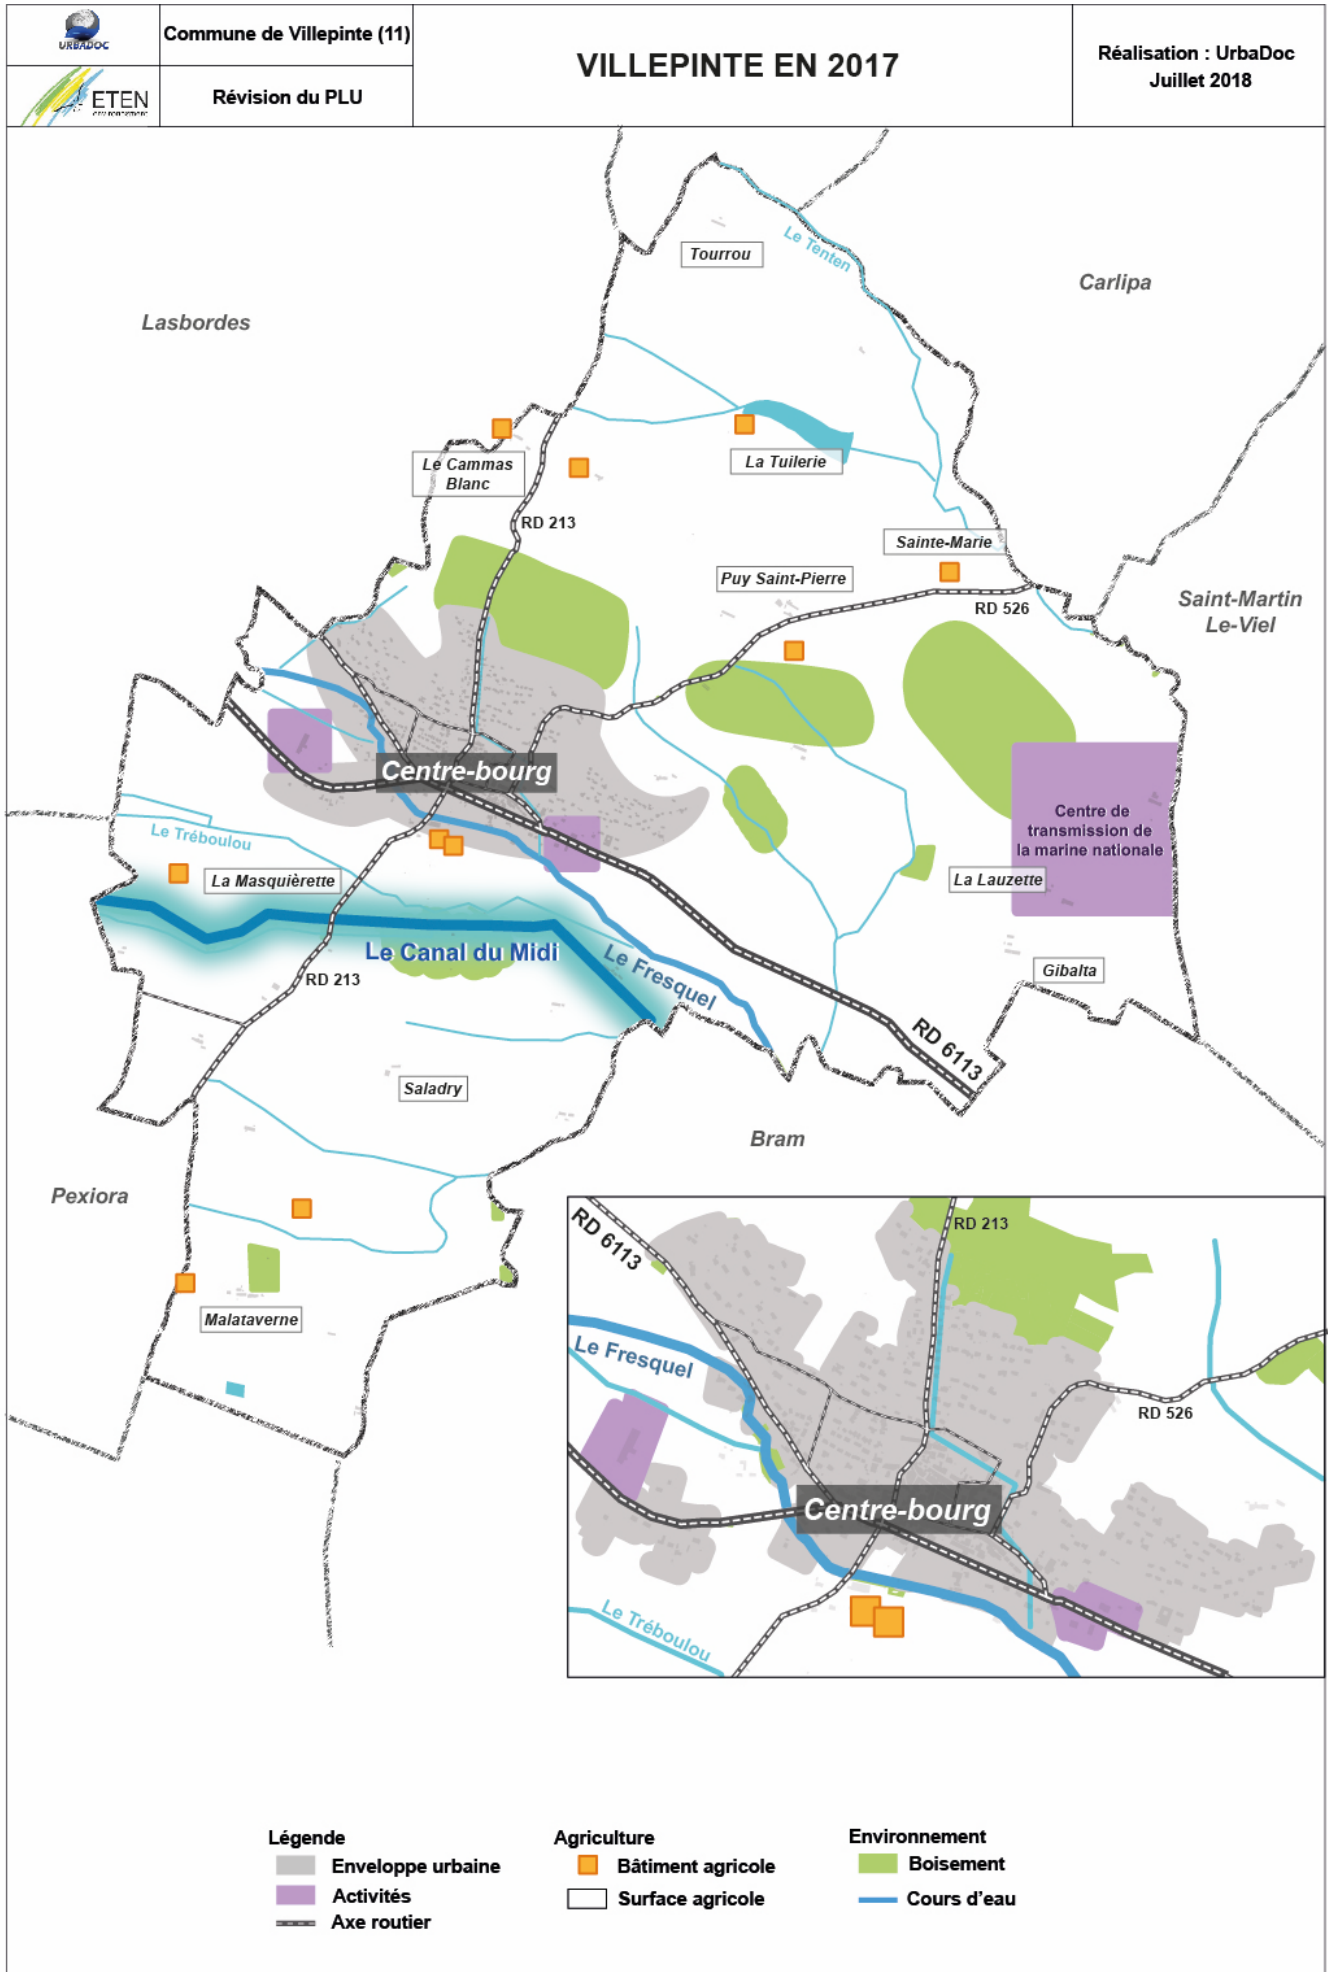 URBADOC
Commune de Villepinte (11)
ETEN
environnement
Révision du PLU
VILLEPINTE EN 2017
Réalisation : UrbaDoc
Juillet 2018
Tourrou
Le Tenten
Carlipa
Lasbordes
Le Cammas
Blanc
La Tuilerie
RD 213
Sainte-Marie
Puy Saint-Pierre
RD 526
Saint-Martin
Le-Viel
Centre-bourg
Centre de
transmission de
la marine nationale
Le Tréboulou
La Masquièrette
La Lauzette
Le Canal du Midi
Le Fresquel
RD 213
Gibalta
RD 6113
Saladry
Bram
Pexiora
Malataverne
RD 6113
RD 213
Le Fresquel
RD 526
Centre-bourg
Le Tréboulou
Légende
Enveloppe urbaine
Activités
Axe routier
Agriculture
Bâtiment agricole
Surface agricole
Environnement
Boisement
Cours d'eau